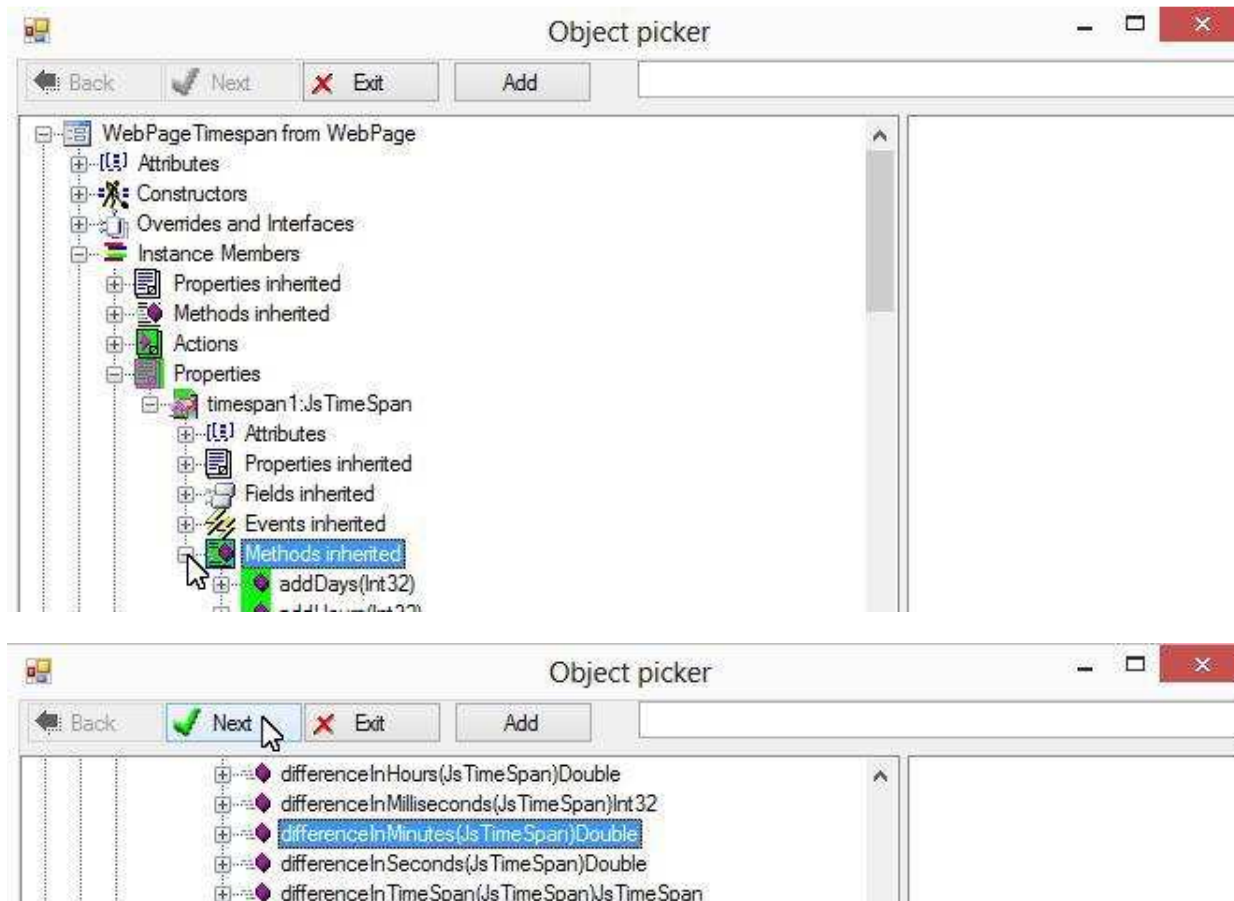 Object picker
Back Next Exit Add
WebPageTimespan from WebPage
Attributes
Constructors
Overrides and Interfaces
Instance Members
Properties inherited
Methods inherited
Actions
Properties
timespan1:JsTimeSpan
Attributes
Properties inherited
Fields inherited
Events inherited
Methods inherited
addDays(Int32)
Object picker
Back Next Exit Add
differenceInHours(JsTimeSpan)Double
differenceInMilliseconds(JsTimeSpan)Int32
differenceInMinutes(JsTimeSpan)Double
differenceInSeconds(JsTimeSpan)Double
differenceInTimeSpan(JsTimeSpan)JsTimeSpan